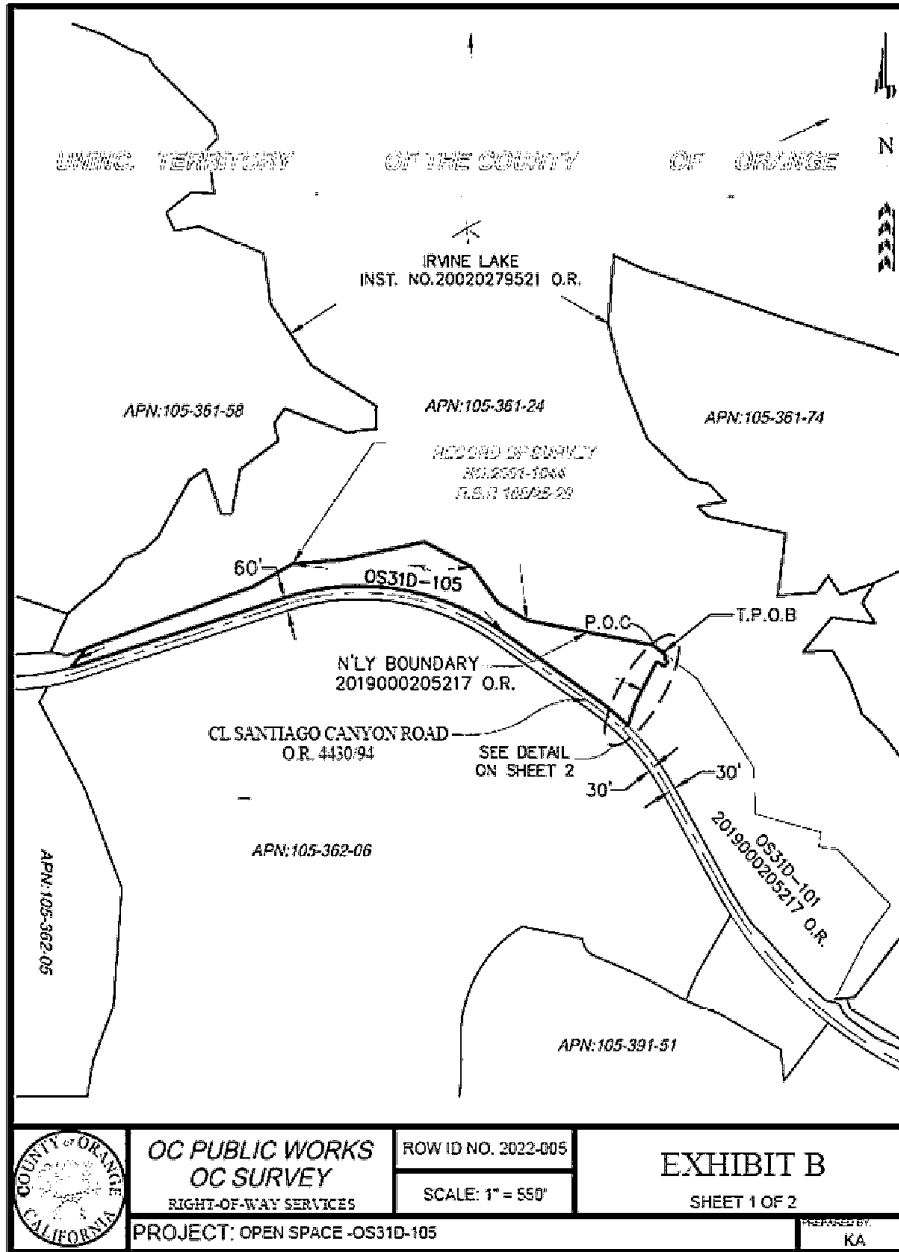 N
UNINC. TERRITORY OF THE COUNTY OF ORANGE
IRVINE LAKE
INST. NO.20020279521 O.R.
APN:105-361-58
APN:105-361-24
APN:105-361-74
RECORD OF SURVEY
60'
OS31D-105
P.O.C
T.P.O.B
N'LY BOUNDARY
2019000205217 O.R.
CL SANTIAGO CANYON ROAD
O.R. 4430/94
SEE DETAIL
ON SHEET 2
30'
30'
OS31D-101
2019000205217 O.R.
APN:105-362-06
APN:105-362-05
APN:105-391-51
COUNTY OF ORANGE
CALIFORNIA
OC PUBLIC WORKS
OC SURVEY
RIGHT-OF-WAY SERVICES
ROW ID NO. 2022-005
SCALE: 1" = 550'
EXHIBIT B
SHEET 1 OF 2
PROJECT: OPEN SPACE -OS31D-105
PREPARED BY:
KA